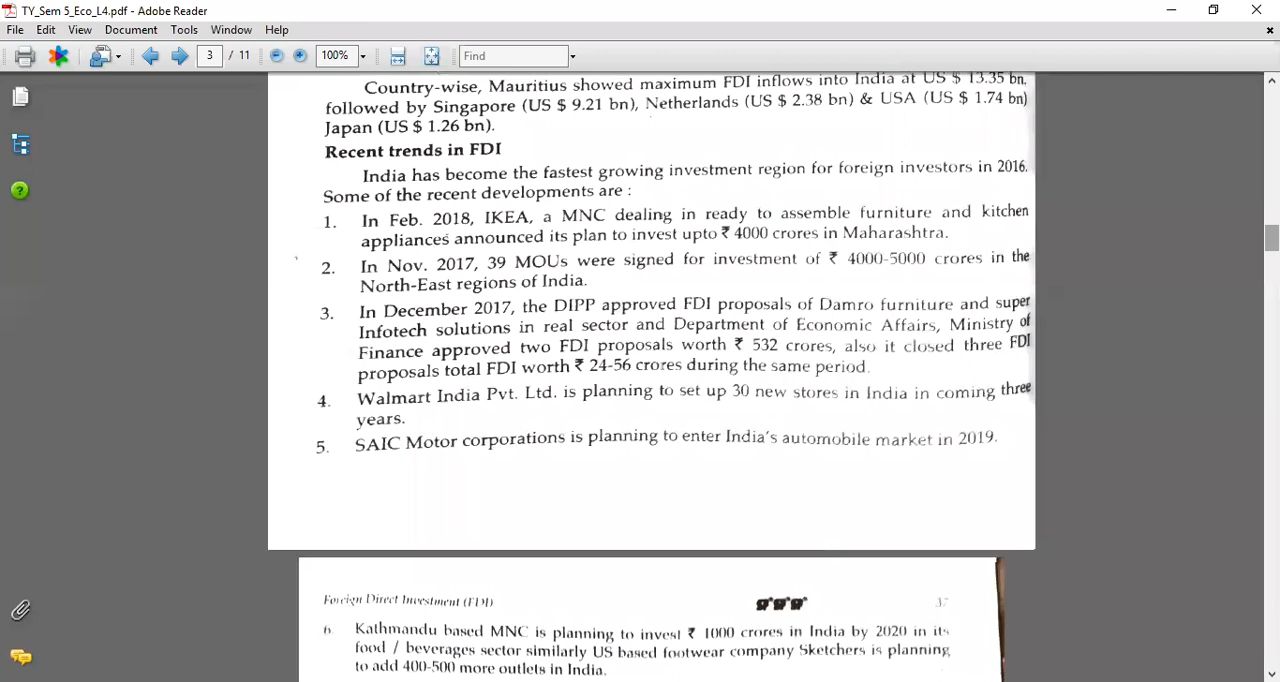 TY_Sem 5_Eco_L4.pdf - Adobe Reader
File Edit View Document Tools Window Help
3 / 11 100% Find
Country-wise, Mauritius showed maximum FDI inflows into India at US $ 13.35 bn,
followed by Singapore (US $ 9.21 bn), Netherlands (US $ 2.38 bn) & USA (US $ 1.74 bn)
Japan (US $ 1.26 bn).
Recent trends in FDI
India has become the fastest growing investment region for foreign investors in 2016.
Some of the recent developments are :
1. In Feb. 2018, IKEA, a MNC dealing in ready to assemble furniture and kitchen
appliances announced its plan to invest upto ₹ 4000 crores in Maharashtra.
2. In Nov. 2017, 39 MOUs were signed for investment of ₹ 4000-5000 crores in the
North-East regions of India.
3. In December 2017, the DIPP approved FDI proposals of Damro furniture and super
Infotech solutions in real sector and Department of Economic Affairs, Ministry of
Finance approved two FDI proposals worth ₹ 532 crores, also it closed three FDI
proposals total FDI worth ₹ 24-56 crores during the same period.
4. Walmart India Pvt. Ltd. is planning to set up 30 new stores in India in coming three
years.
5. SAIC Motor corporations is planning to enter India's automobile market in 2019.
Foreign Direct Investment (FDI) 37
6. Kathmandu based MNC is planning to invest ₹ 1000 crores in India by 2020 in its
food / beverages sector similarly US based footwear company Sketchers is planning
to add 400-500 more outlets in India.